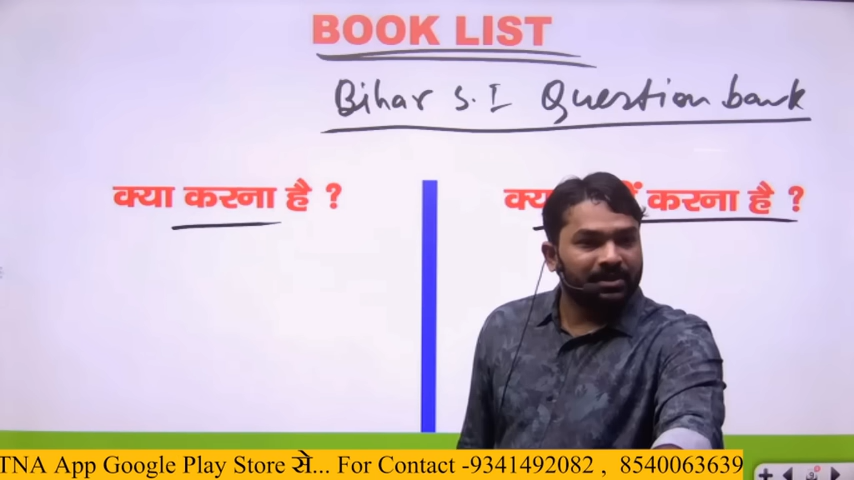 BOOK LIST
Bihar S.I Question bank
क्या करना है ?
करना है ?
TNA App Google Play Store से... For Contact -9341492082 , 8540063639